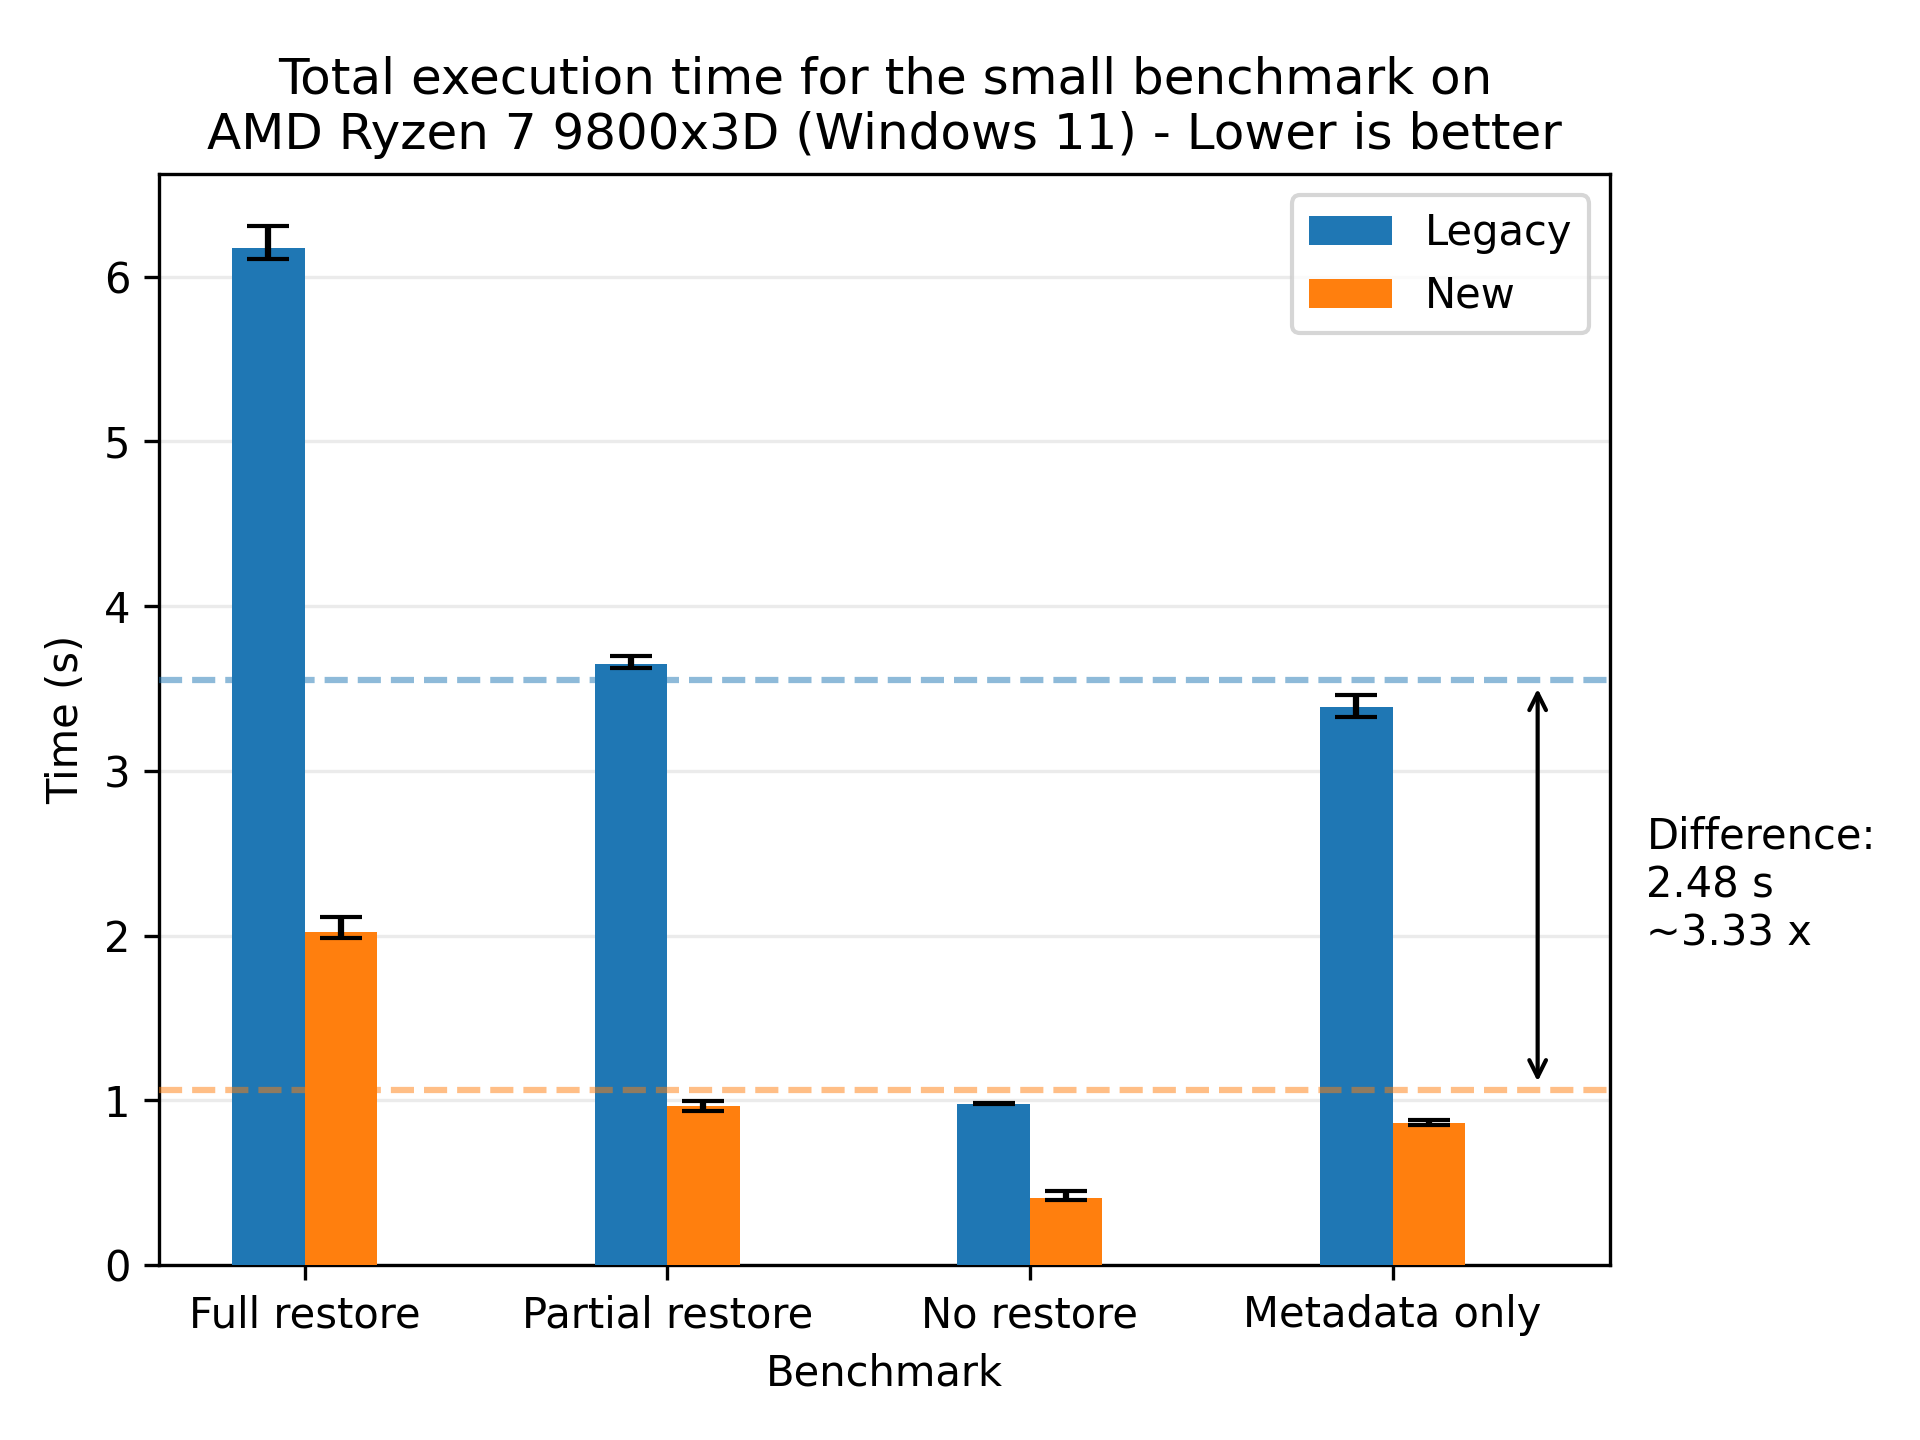 Total execution time for the small benchmark on
AMD Ryzen 7 9800x3D (Windows 11) - Lower is better
Legacy
New
6
5
4
3
2
1
0
Time (s)
Difference:
2.48 s
~3.33 x
Full restore
Partial restore
No restore
Metadata only
Benchmark